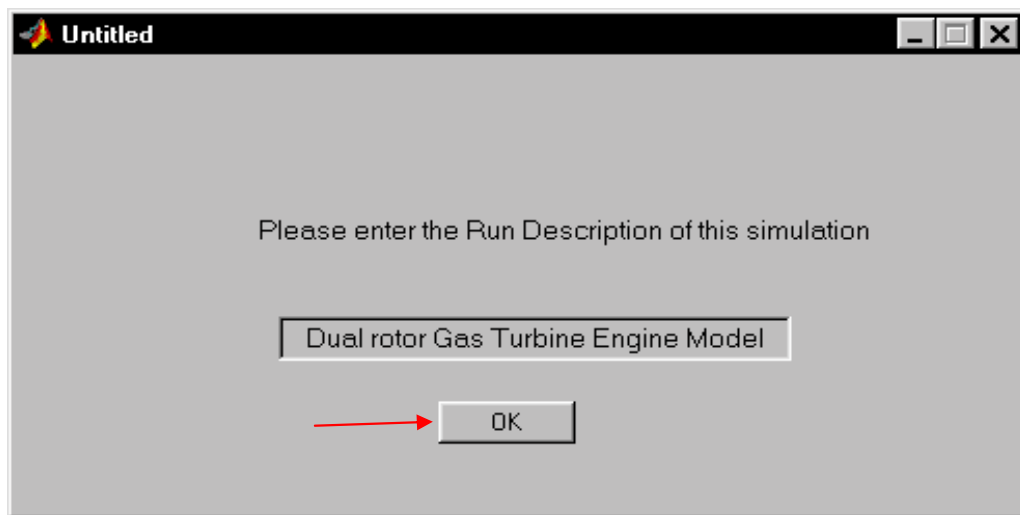 Untitled
Please enter the Run Description of this simulation
Dual rotor Gas Turbine Engine Model
OK